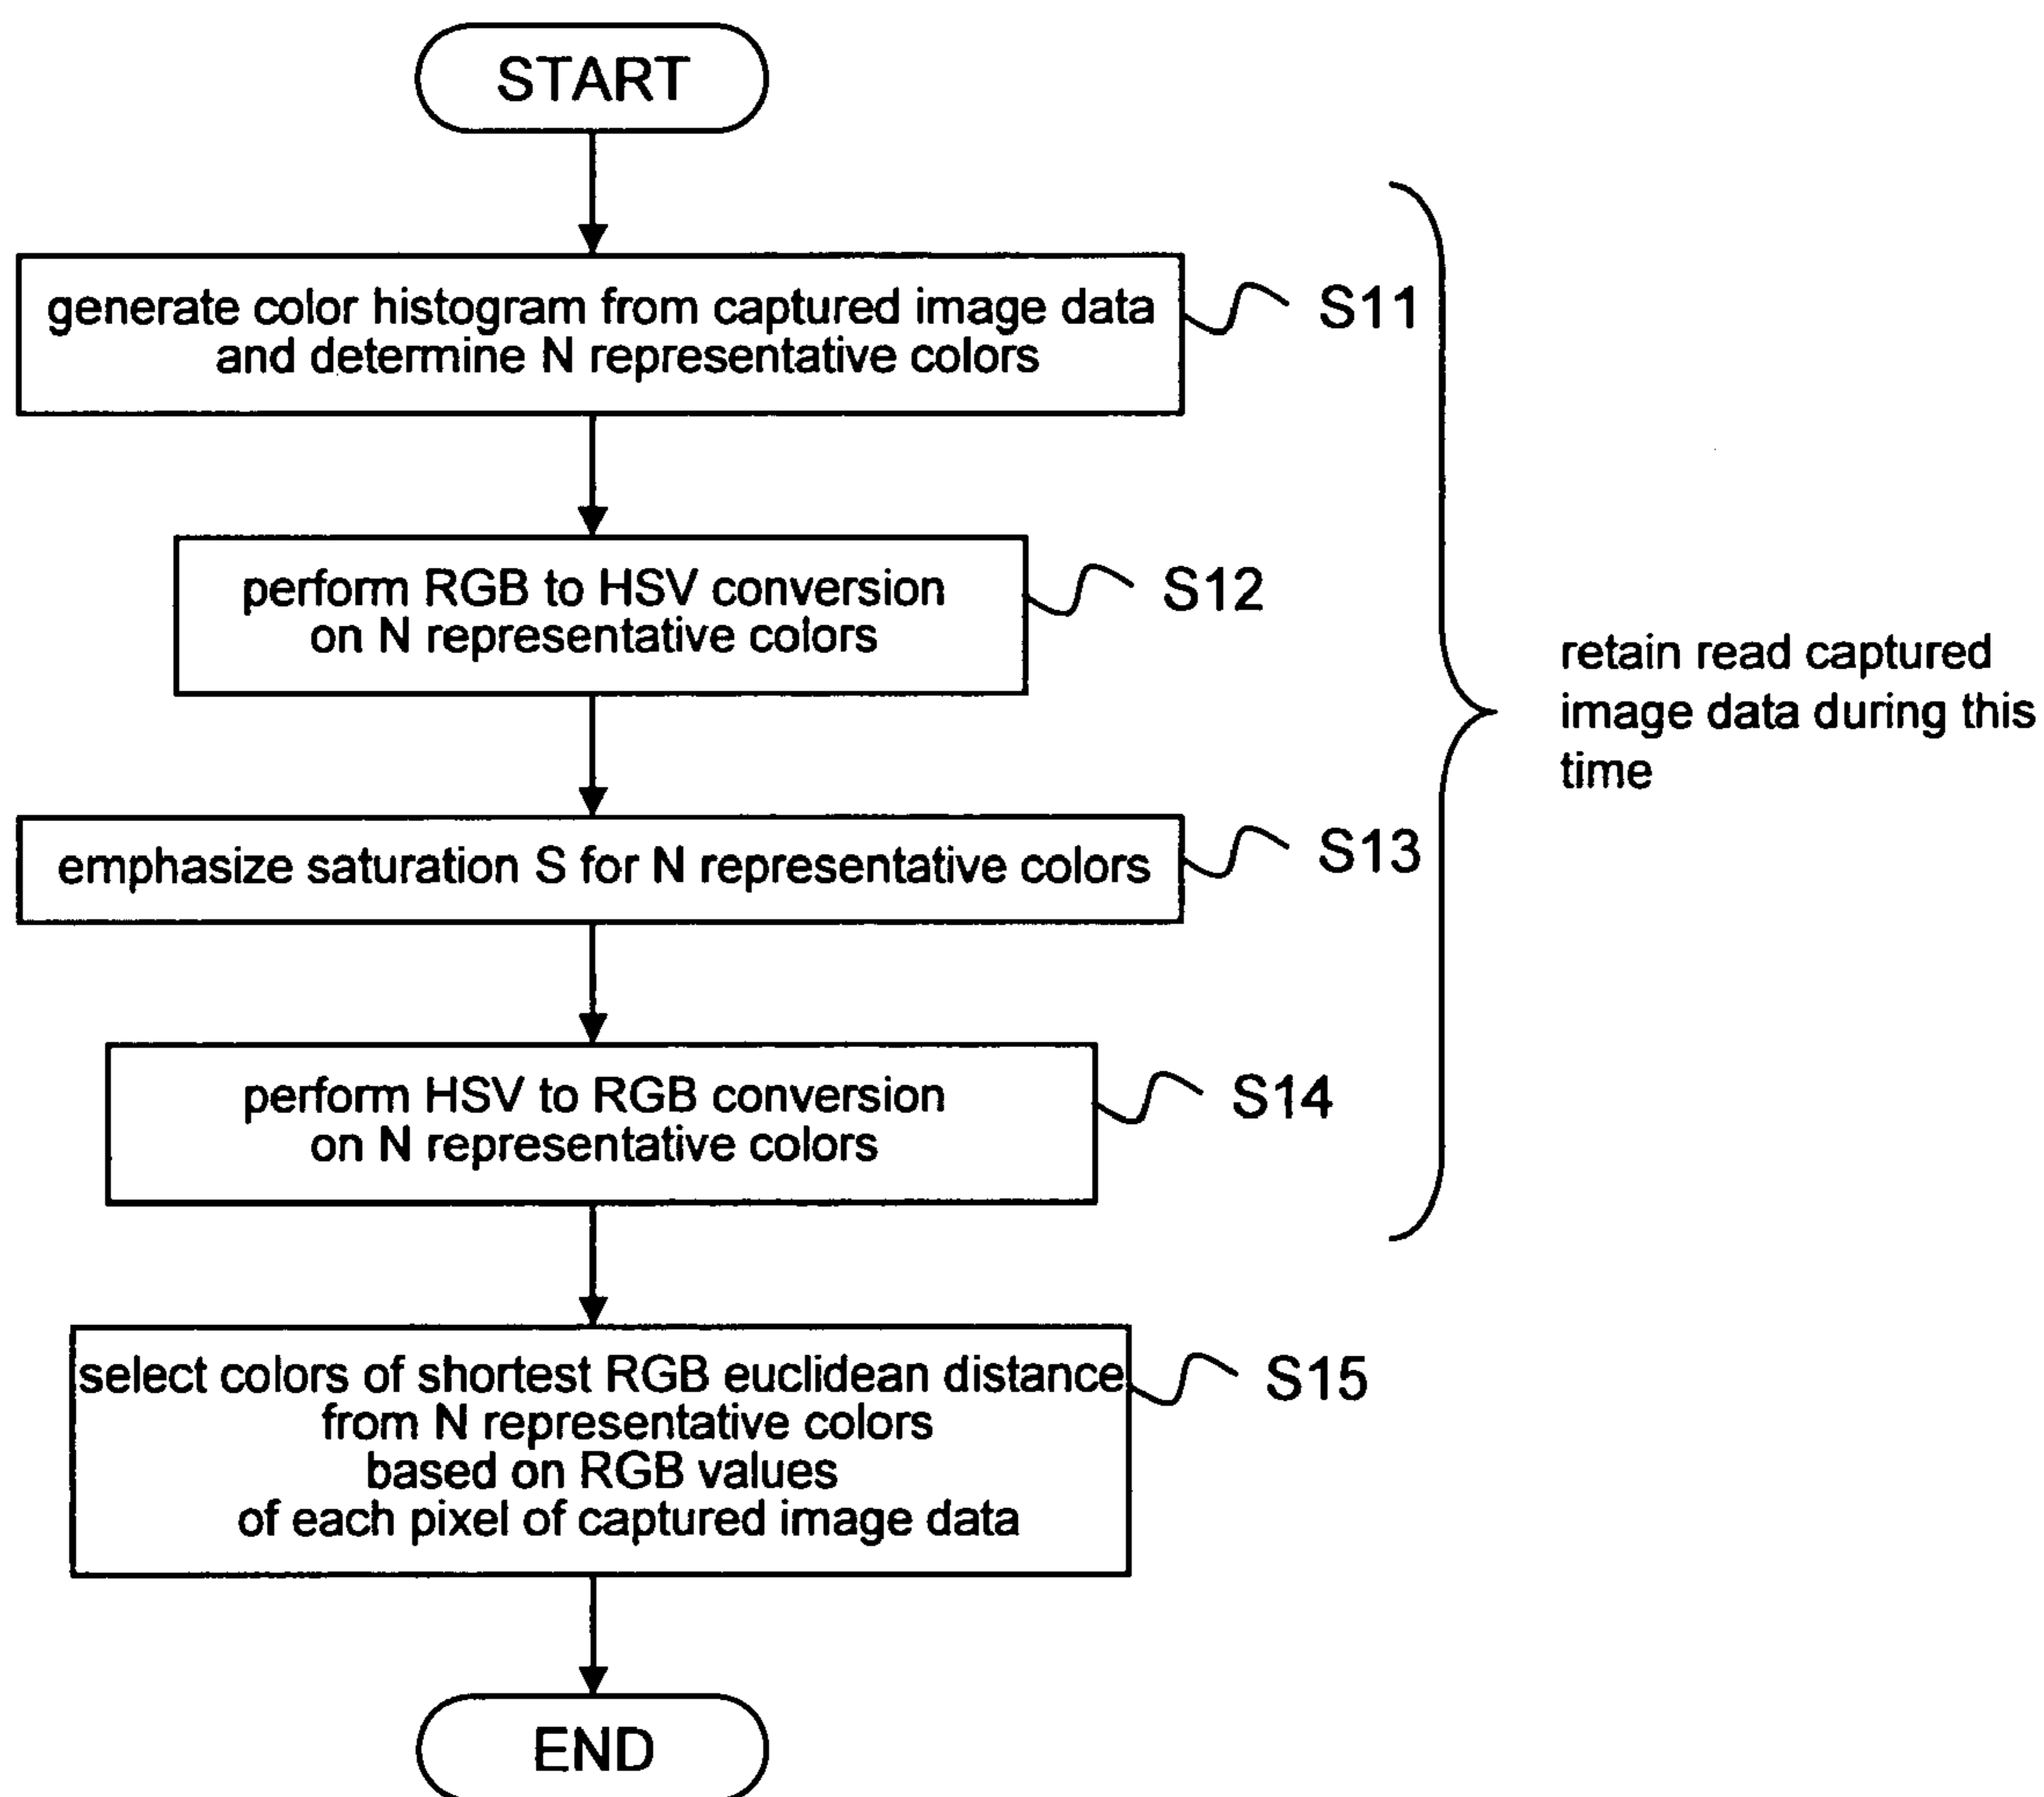 START
generate color histogram from captured image data
and determine N representative colors
S11
perform RGB to HSV conversion
on N representative colors
S12
retain read captured
image data during this
time
emphasize saturation S for N representative colors
S13
perform HSV to RGB conversion
on N representative colors
S14
select colors of shortest RGB euclidean distance
from N representative colors
based on RGB values
of each pixel of captured image data
S15
END